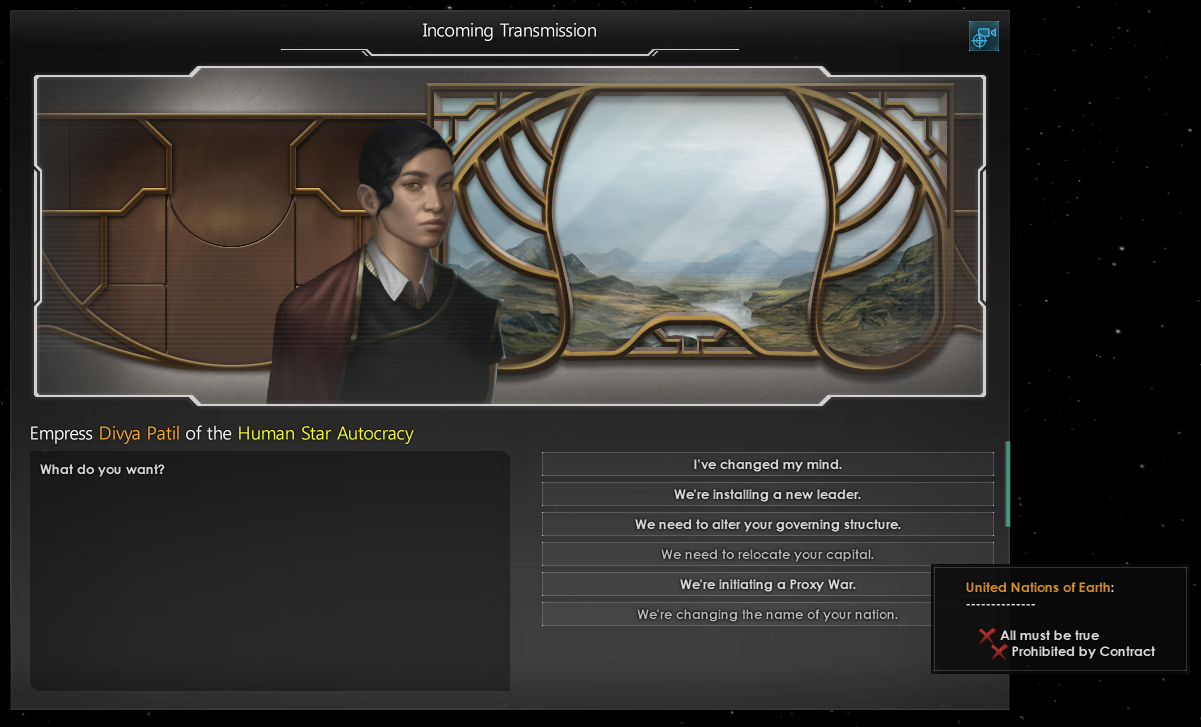 Incoming Transmission
Empress Divya Patil of the Human Star Autocracy
What do you want?
I've changed my mind.
We're installing a new leader.
We need to alter your governing structure.
We need to relocate your capital.
We're initiating a Proxy War.
We're changing the name of your nation.
United Nations of Earth:
--------------
All must be true
Prohibited by Contract